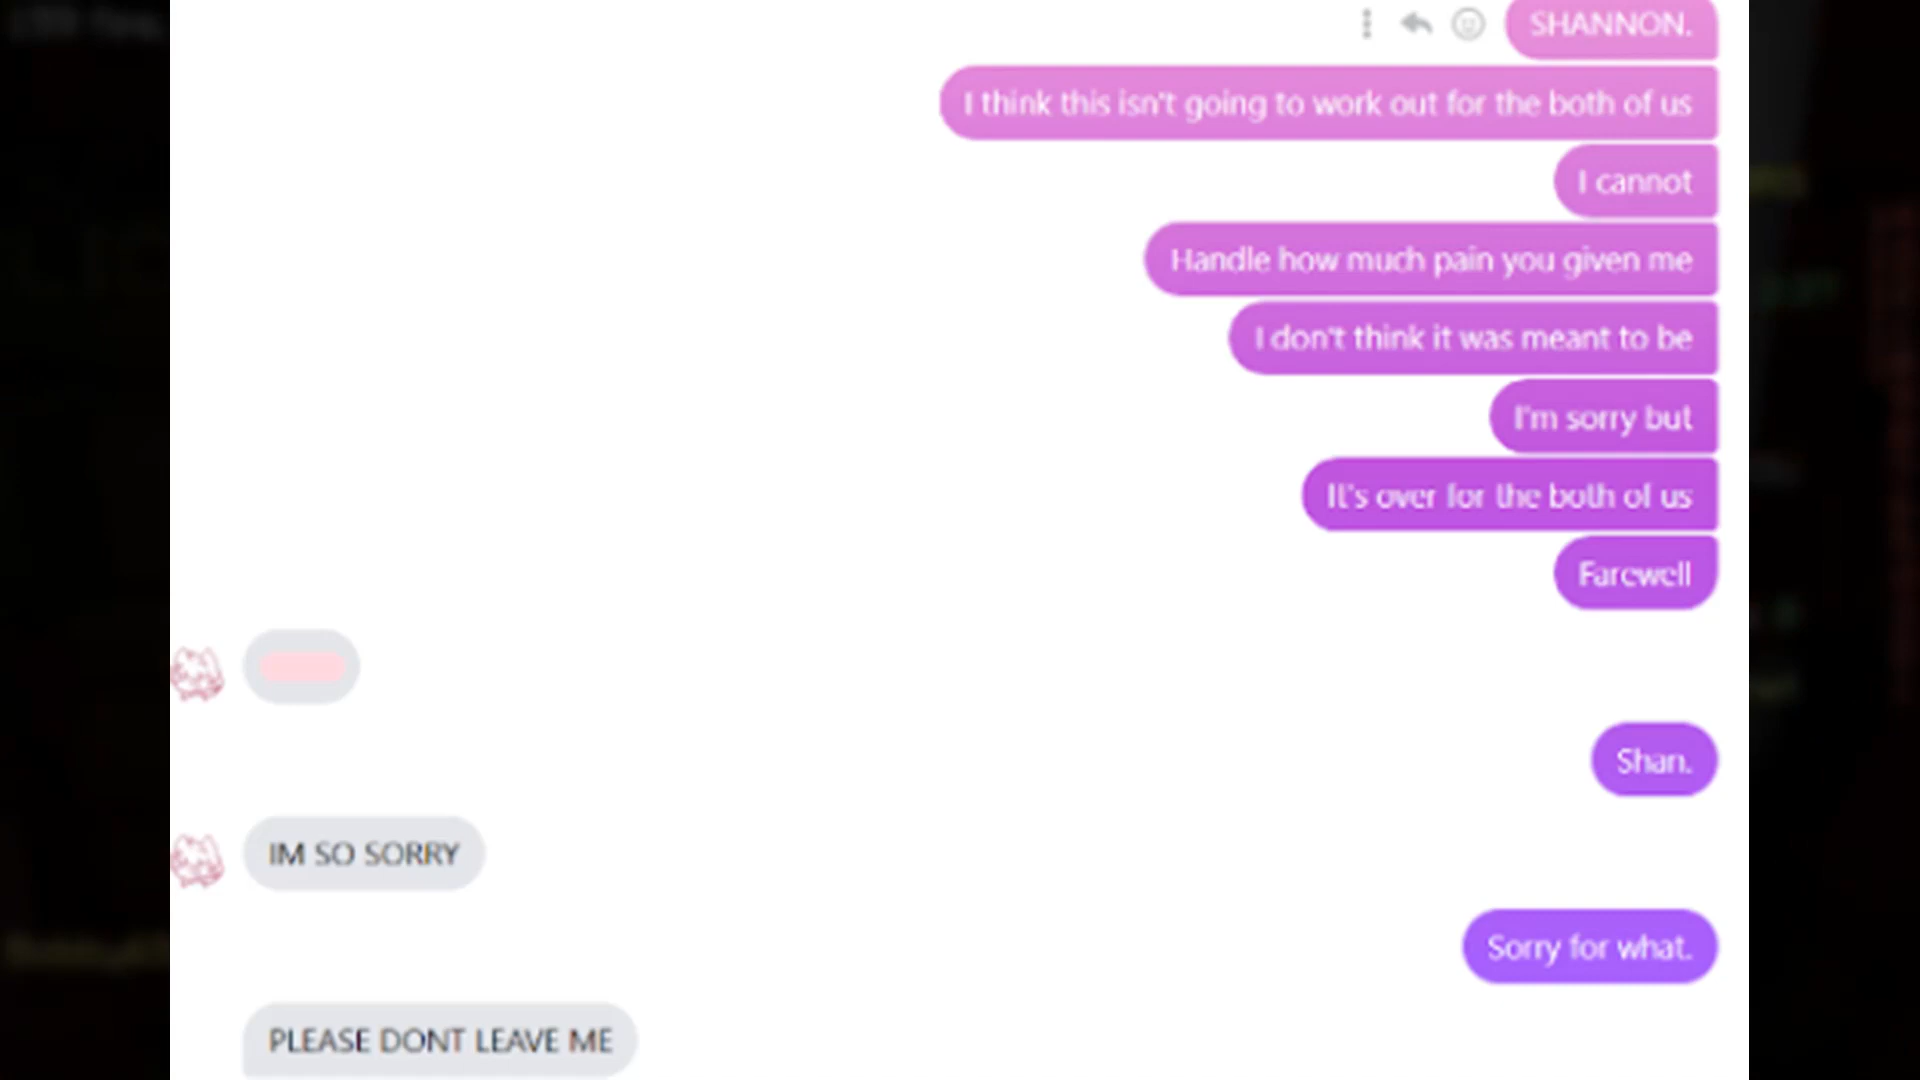 SHANNON.
I think this isn't going to work out for the both of us
I cannot
Handle how much pain you given me
I don't think it was meant to be
I'm sorry but
It's over for the both of us
Farewell
Shan.
IM SO SORRY
Sorry for what.
PLEASE DONT LEAVE ME